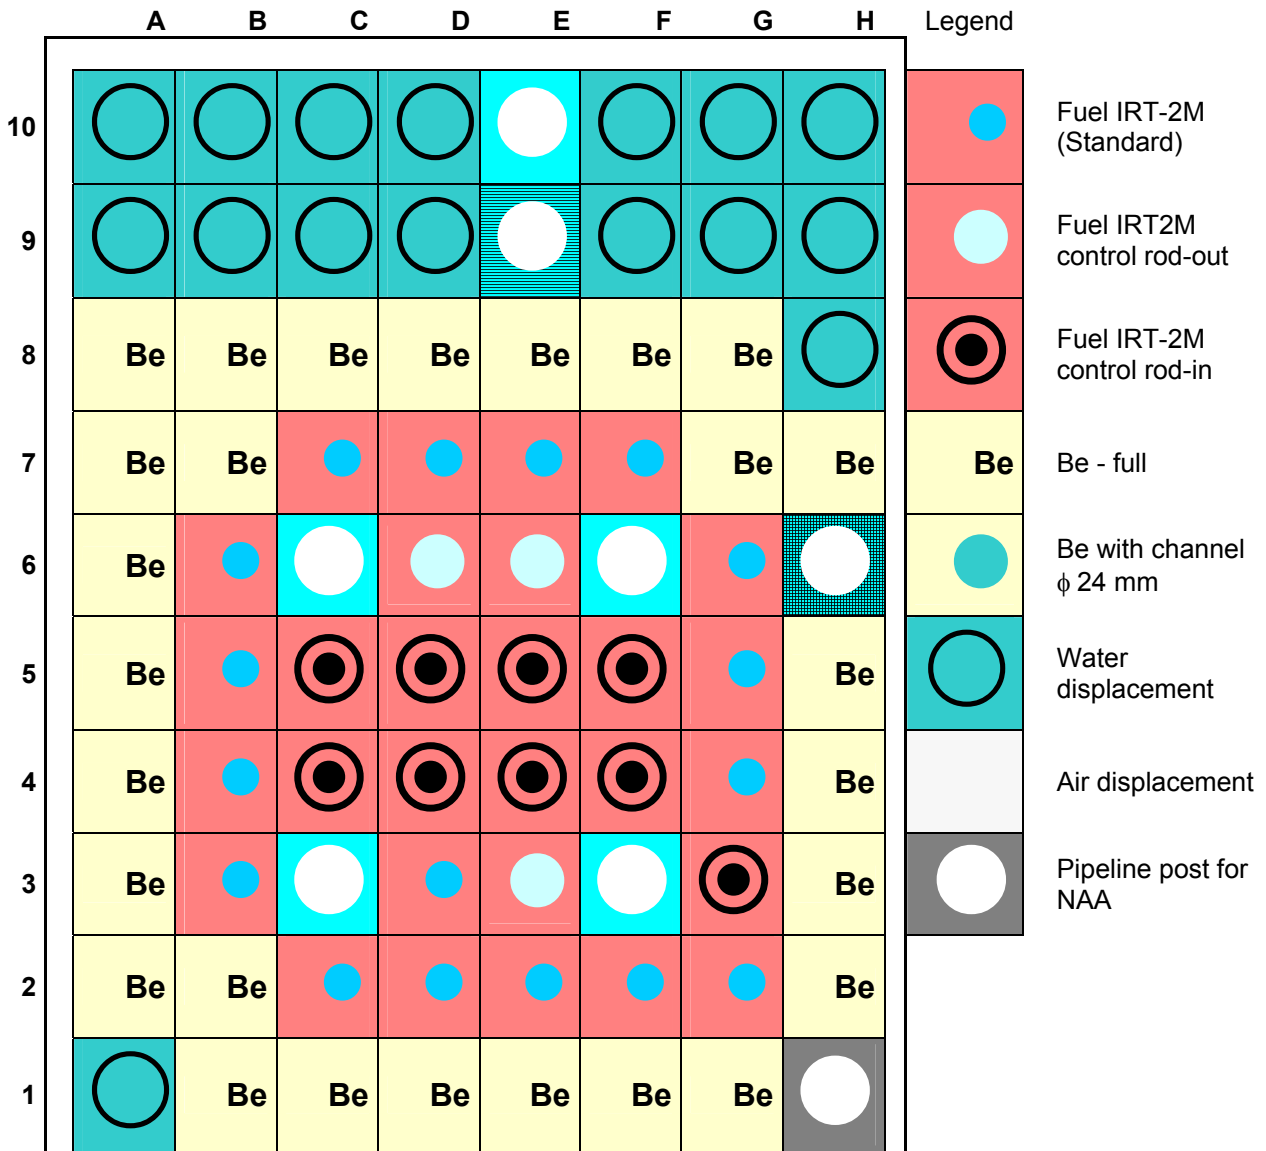 A B C D E F G H Legend
10 Fuel IRT-2M
(Standard)
9 Fuel IRT2M
control rod-out
8 Be Be Be Be Be Be Be Fuel IRT-2M
control rod-in
7 Be Be Be Be Be Be - full
6 Be Be with channel
ϕ 24 mm
5 Be Be Water
displacement
4 Be Be Air displacement
3 Be Be Pipeline post for
NAA
2 Be Be Be
1 Be Be Be Be Be Be